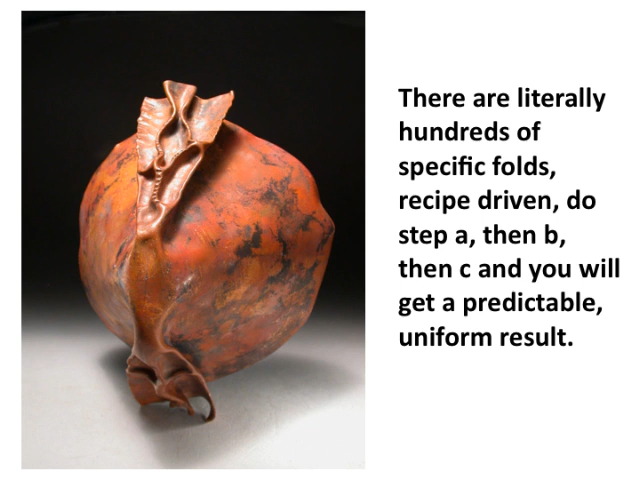 There are literally
hundreds of
specific folds,
recipe driven, do
step a, then b,
then c and you will
get a predictable,
uniform result.